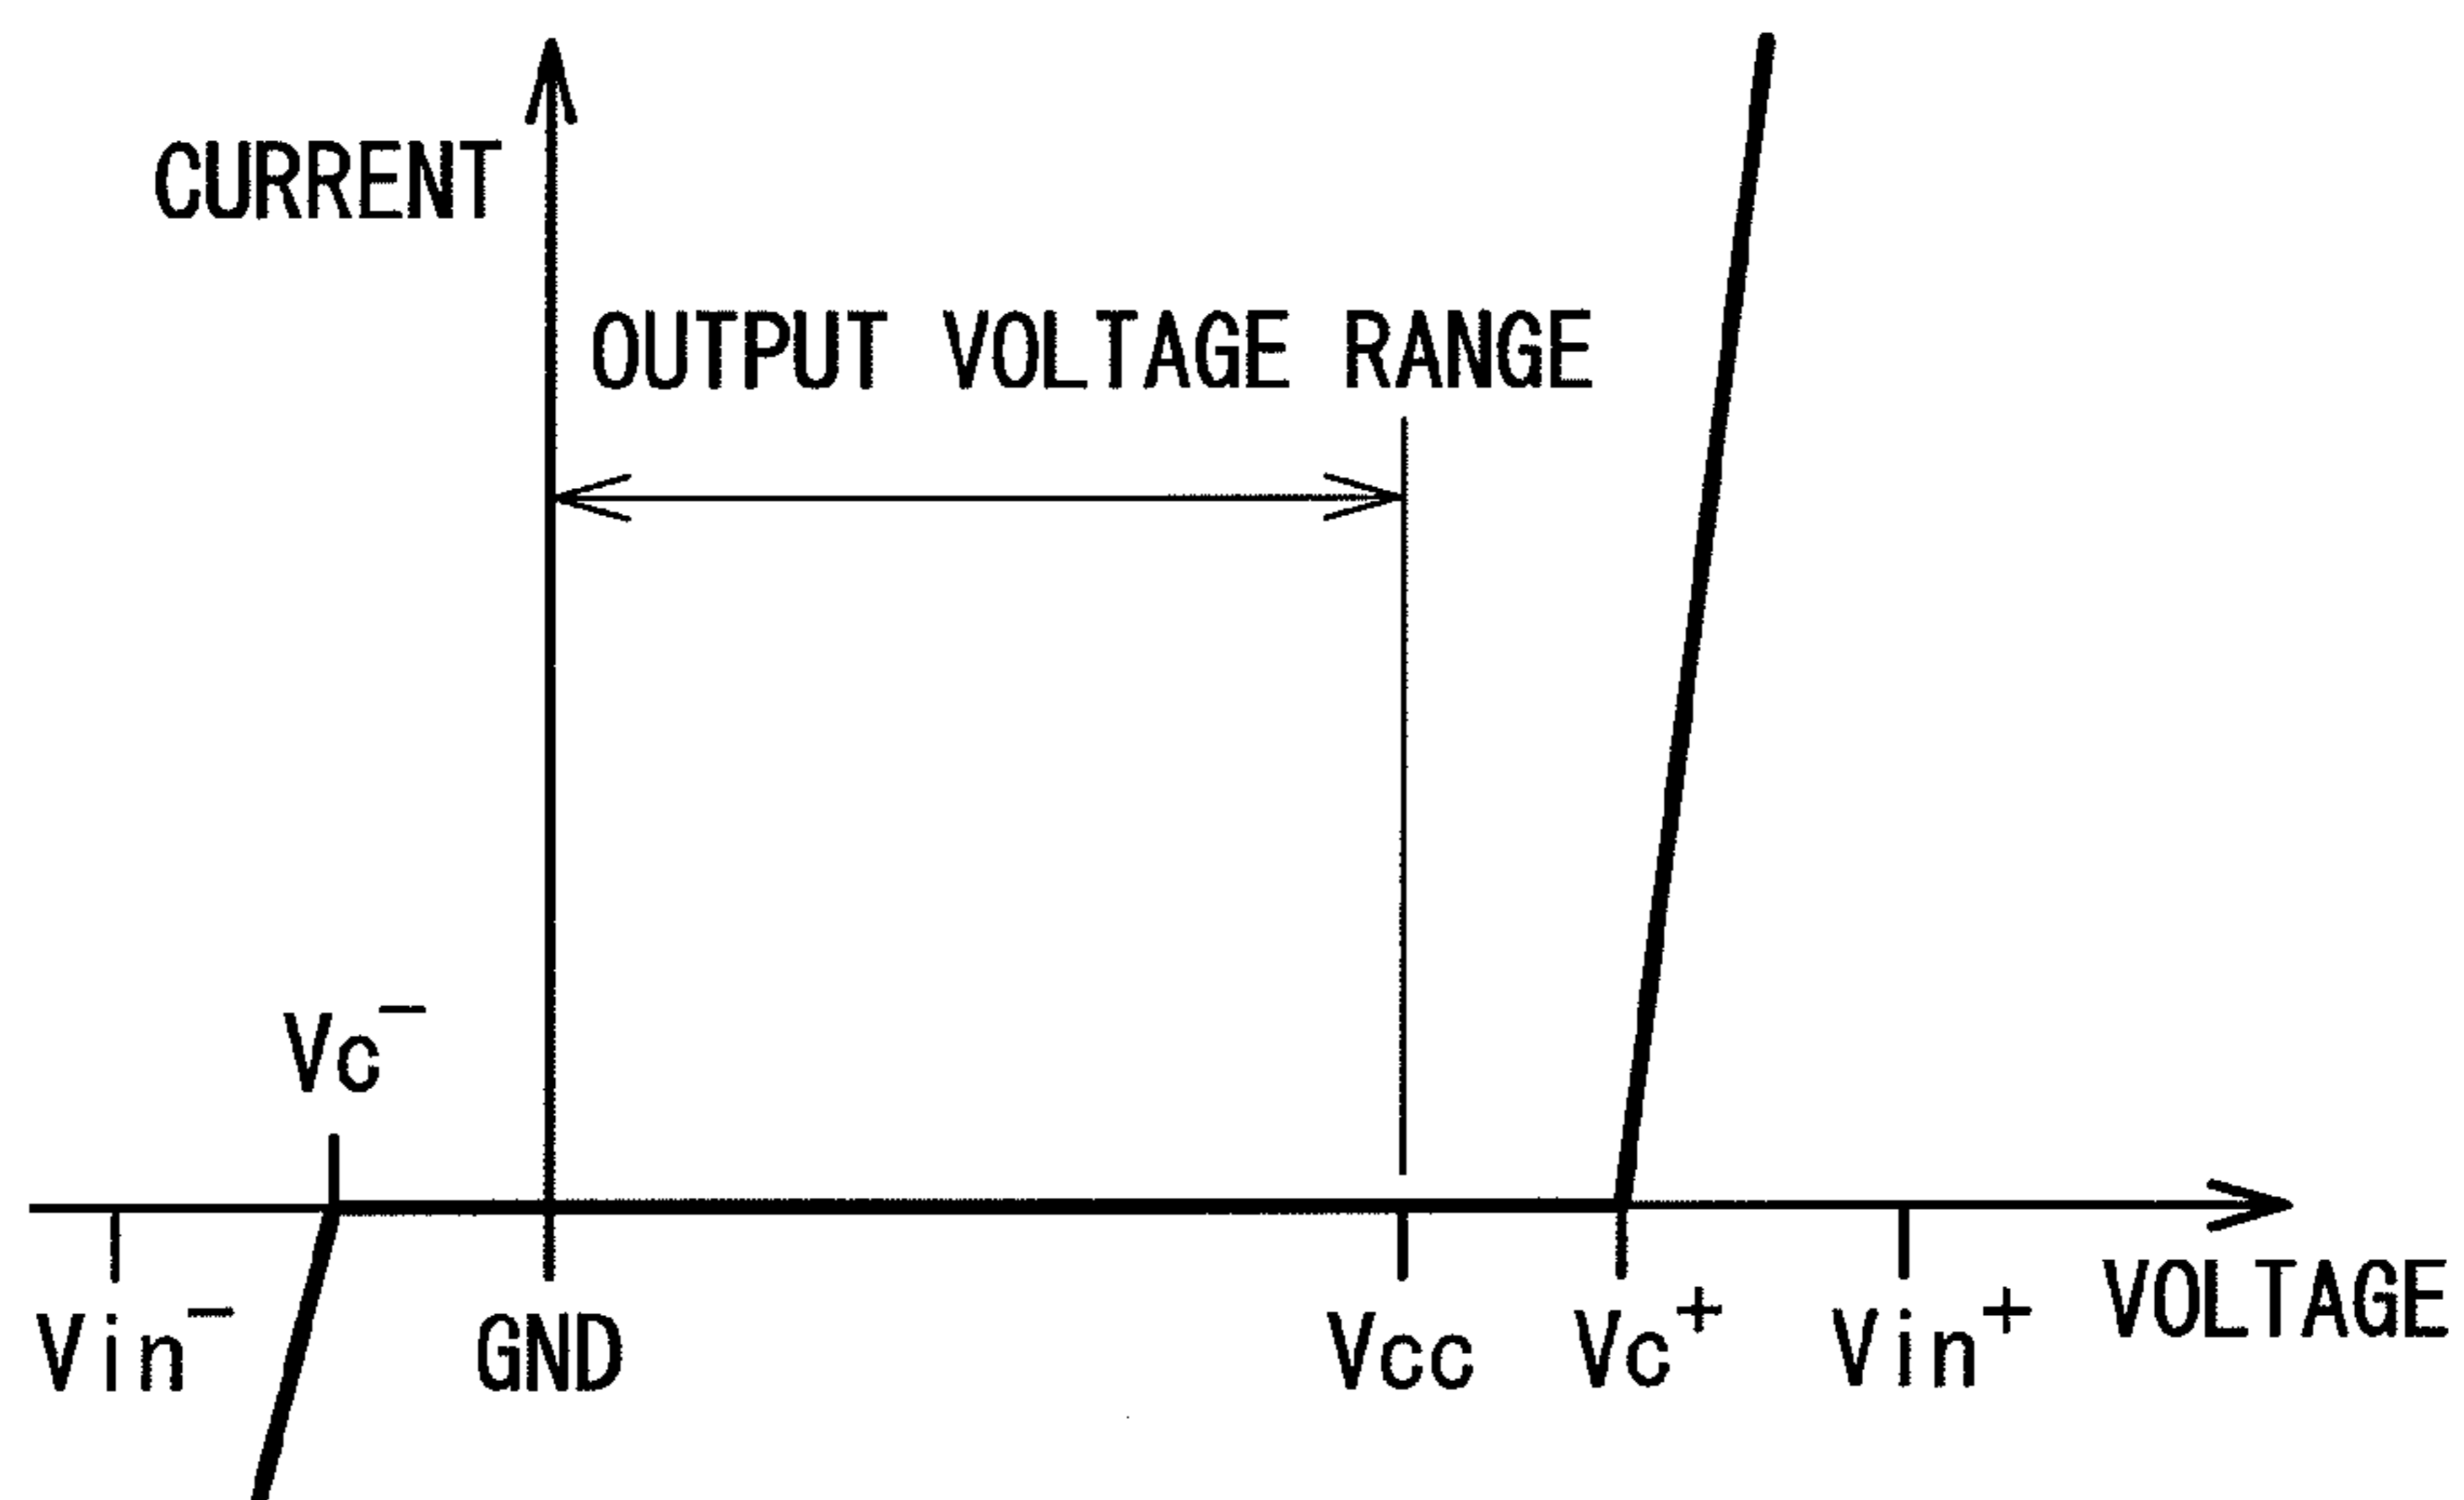 CURRENT
OUTPUT VOLTAGE RANGE
Vc⁻
Vin⁻
GND
Vcc
Vc⁺
Vin⁺
VOLTAGE